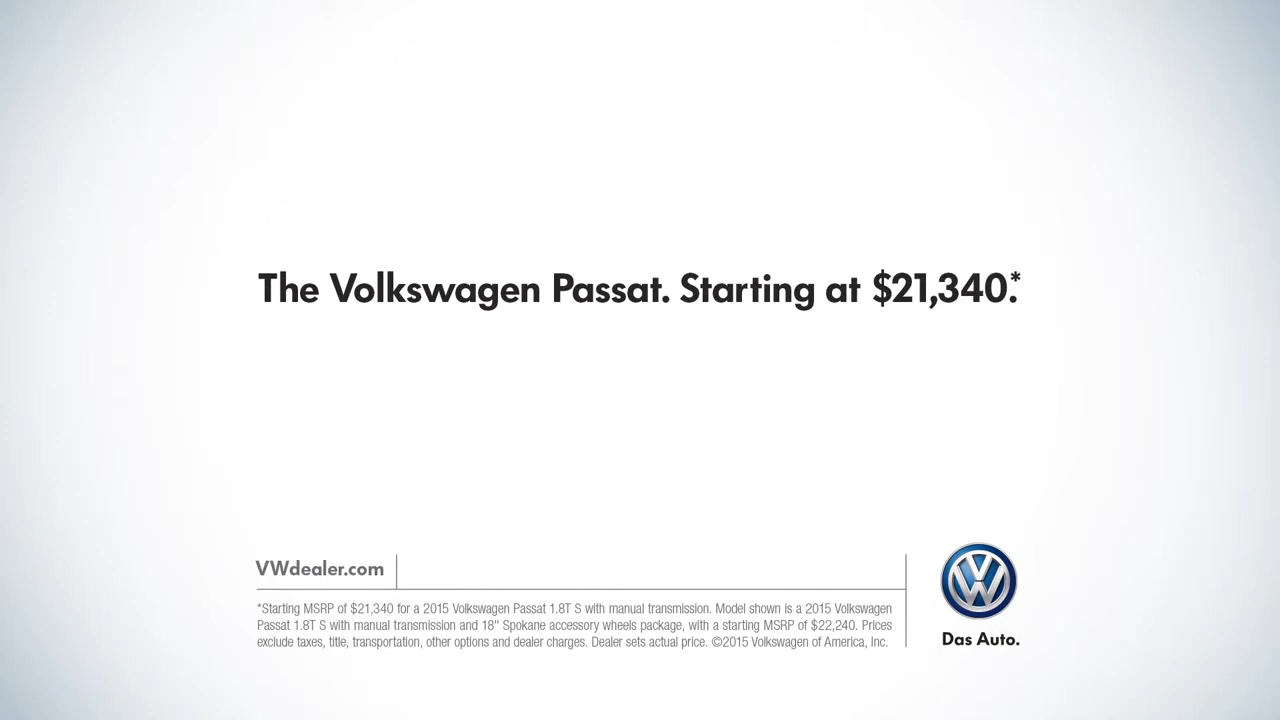 The Volkswagen Passat. Starting at $21,340.*
VWdealer.com
*Starting MSRP of $21,340 for a 2015 Volkswagen Passat 1.8T S with manual transmission. Model shown is a 2015 Volkswagen
Passat 1.8T S with manual transmission and 18" Spokane accessory wheels package, with a starting MSRP of $22,240. Prices
exclude taxes, title, transportation, other options and dealer charges. Dealer sets actual price. ©2015 Volkswagen of America, Inc.
VW
Das Auto.